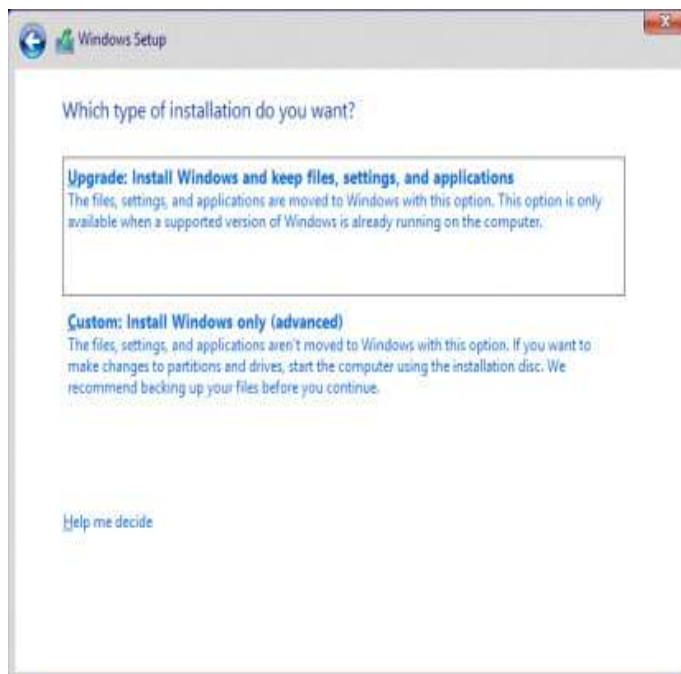 Windows Setup
Which type of installation do you want?
Upgrade: Install Windows and keep files, settings, and applications
The files, settings, and applications are moved to Windows with this option. This option is only
available when a supported version of Windows is already running on the computer.
Custom: Install Windows only (advanced)
The files, settings, and applications aren't moved to Windows with this option. If you want to
make changes to partitions and drives, start the computer using the installation disc. We
recommend backing up your files before you continue.
Help me decide